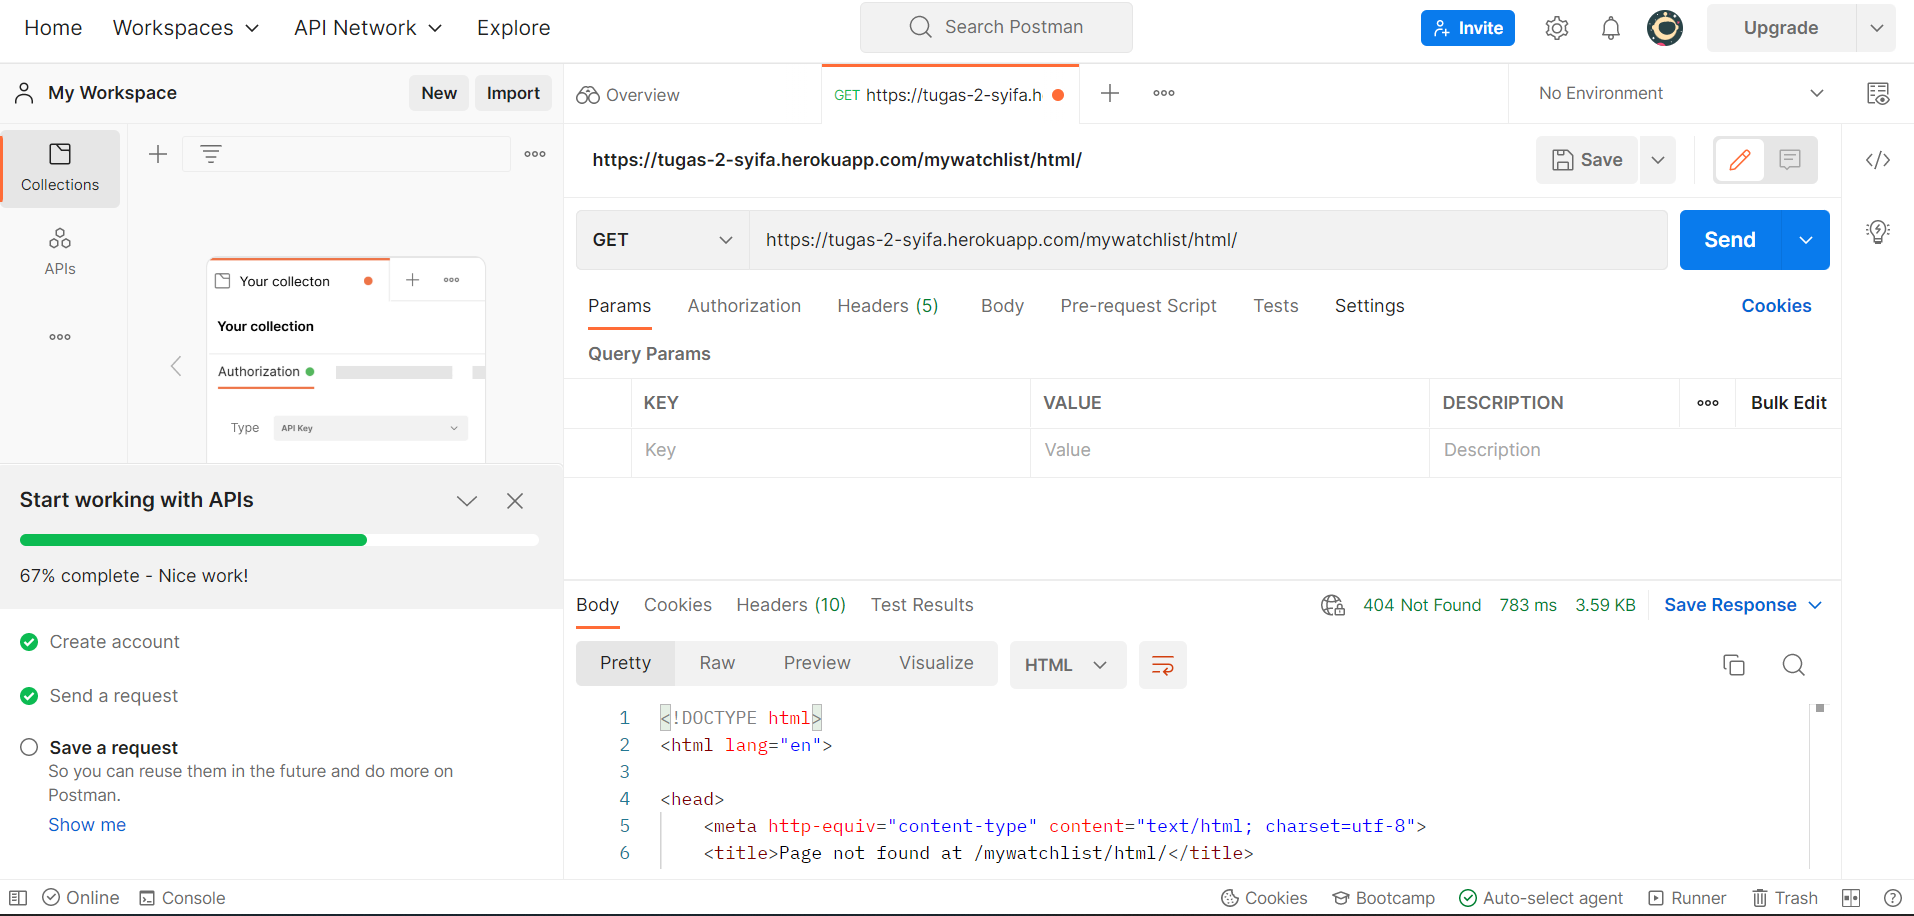 Home Workspaces API Network Explore Search Postman Invite Upgrade
My Workspace New Import Overview GET https://tugas-2-syifa.h No Environment
Collections
APIs
Your collecton
Your collection
Authorization
Type API Key
Start working with APIs
67% complete - Nice work!
Create account
Send a request
Save a request
So you can reuse them in the future and do more on
Postman.
Show me
https://tugas-2-syifa.herokuapp.com/mywatchlist/html/ Save
GET https://tugas-2-syifa.herokuapp.com/mywatchlist/html/ Send
Params Authorization Headers (5) Body Pre-request Script Tests Settings Cookies
Query Params
KEY VALUE DESCRIPTION Bulk Edit
Key Value Description
Body Cookies Headers (10) Test Results 404 Not Found 783 ms 3.59 KB Save Response
Pretty Raw Preview Visualize HTML
1 <!DOCTYPE html>
2 <html lang="en">
3
4 <head>
5 <meta http-equiv="content-type" content="text/html; charset=utf-8">
6 <title>Page not found at /mywatchlist/html/</title>
Online Console Cookies Bootcamp Auto-select agent Runner Trash